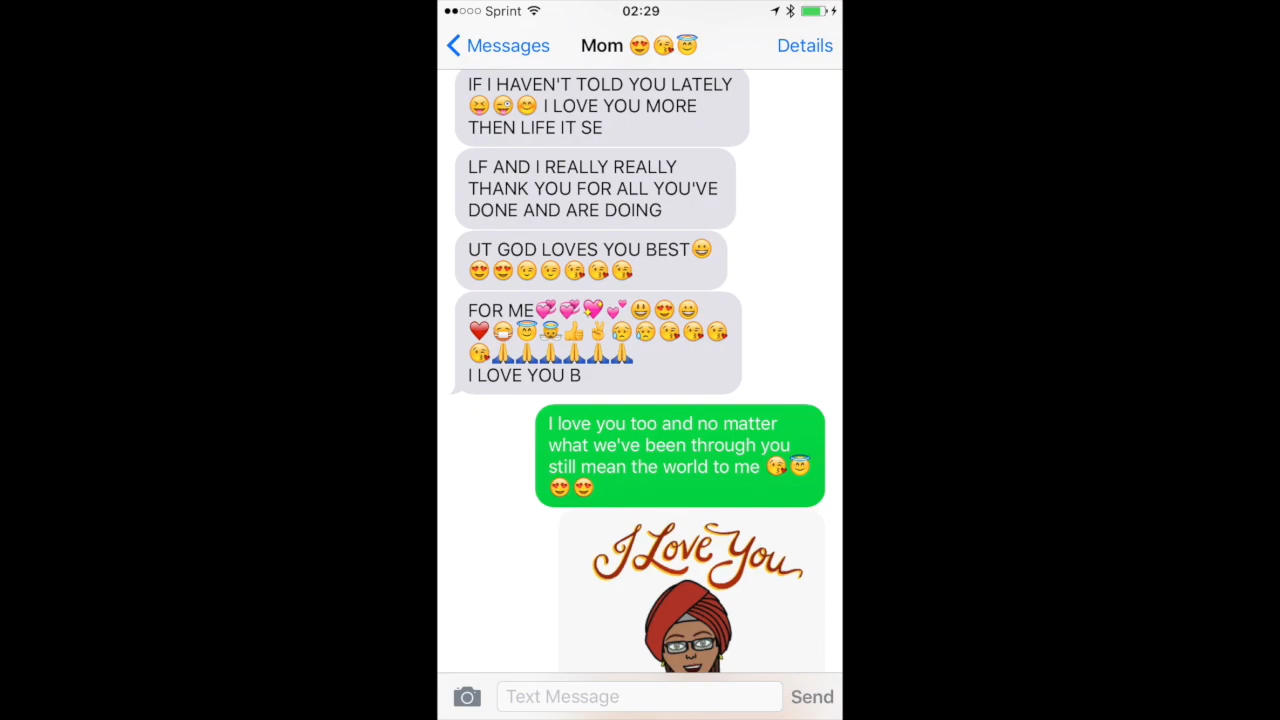 Sprint 02:29
Messages Mom 😍😘😇 Details
IF I HAVEN'T TOLD YOU LATELY
😝😜😊 I LOVE YOU MORE
THEN LIFE IT SE
LF AND I REALLY REALLY
THANK YOU FOR ALL YOU'VE
DONE AND ARE DOING
UT GOD LOVES YOU BEST😀
😍😍😉😉😘😘😘
FOR ME💞💞💖💕😃😍😀
❤️😷😇👼👍✌️😥😥😘😘😘
😘🙏🙏🙏🙏🙏🙏
I LOVE YOU B
I love you too and no matter
what we've been through you
still mean the world to me 😘😇
😍😍
I Love You
Text Message Send